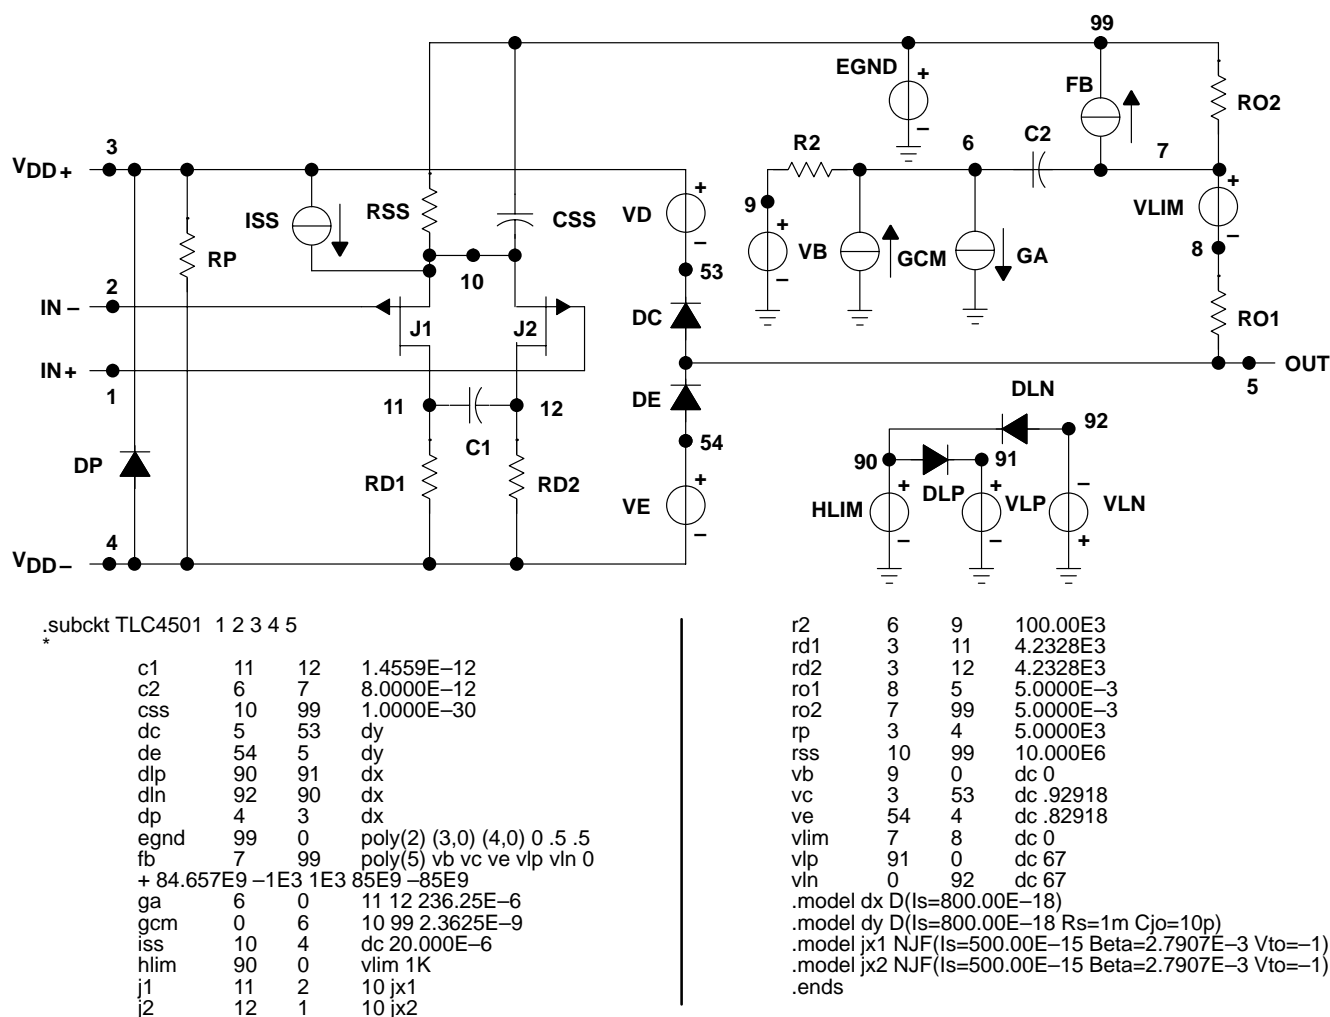 99
EGND
+
–
FB
RO2
3
VDD +
R2
6
C2
7
ISS
RSS
CSS
+
VD
–
9
+
VB
–
GCM
GA
+
VLIM
–
8
RP
10
53
2
IN –
J1
J2
DC
RO1
IN +
1
OUT
5
11
12
C1
DE
54
DLN
92
90
91
DP
RD1
RD2
+
VE
–
+
HLIM
–
DLP
+
VLP
–
–
VLN
+
4
VDD –
.subckt TLC4501 1 2 3 4 5
*
c1 11 12 1.4559E–12
c2 6 7 8.0000E–12
css 10 99 1.0000E–30
dc 5 53 dy
de 54 5 dy
dlp 90 91 dx
dln 92 90 dx
dp 4 3 dx
egnd 99 0 poly(2) (3,0) (4,0) 0 .5 .5
fb 7 99 poly(5) vb vc ve vlp vln 0
+ 84.657E9 –1E3 1E3 85E9 –85E9
ga 6 0 11 12 236.25E–6
gcm 0 6 10 99 2.3625E–9
iss 10 4 dc 20.000E–6
hlim 90 0 vlim 1K
j1 11 2 10 jx1
j2 12 1 10 jx2
r2 6 9 100.00E3
rd1 3 11 4.2328E3
rd2 3 12 4.2328E3
ro1 8 5 5.0000E–3
ro2 7 99 5.0000E–3
rp 3 4 5.0000E3
rss 10 99 10.000E6
vb 9 0 dc 0
vc 3 53 dc .92918
ve 54 4 dc .82918
vlim 7 8 dc 0
vlp 91 0 dc 67
vln 0 92 dc 67
.model dx D(Is=800.00E–18)
.model dy D(Is=800.00E–18 Rs=1m Cjo=10p)
.model jx1 NJF(Is=500.00E–15 Beta=2.7907E–3 Vto=–1)
.model jx2 NJF(Is=500.00E–15 Beta=2.7907E–3 Vto=–1)
.ends